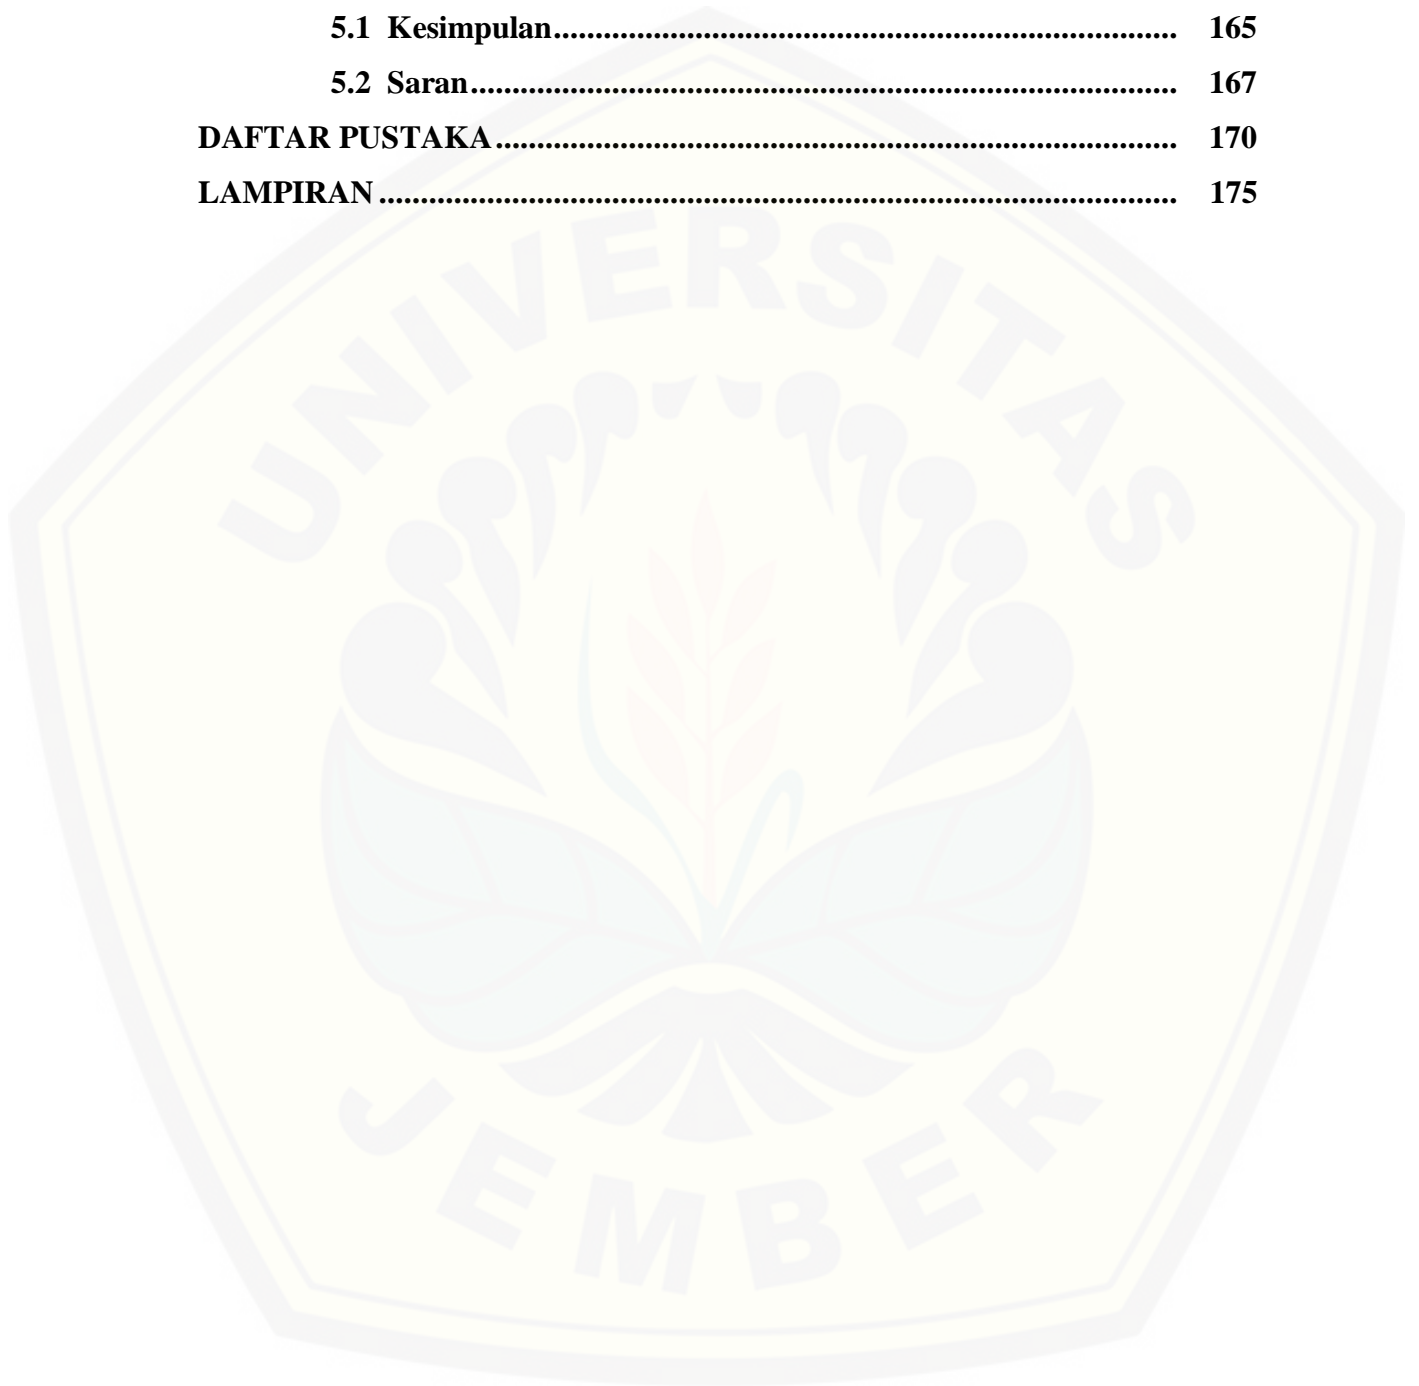 5.1 Kesimpulan........................................................................... 165
5.2 Saran..................................................................................... 167
DAFTAR PUSTAKA.................................................................................. 170
LAMPIRAN................................................................................................ 175
UNIVERSITAS
JEMBER